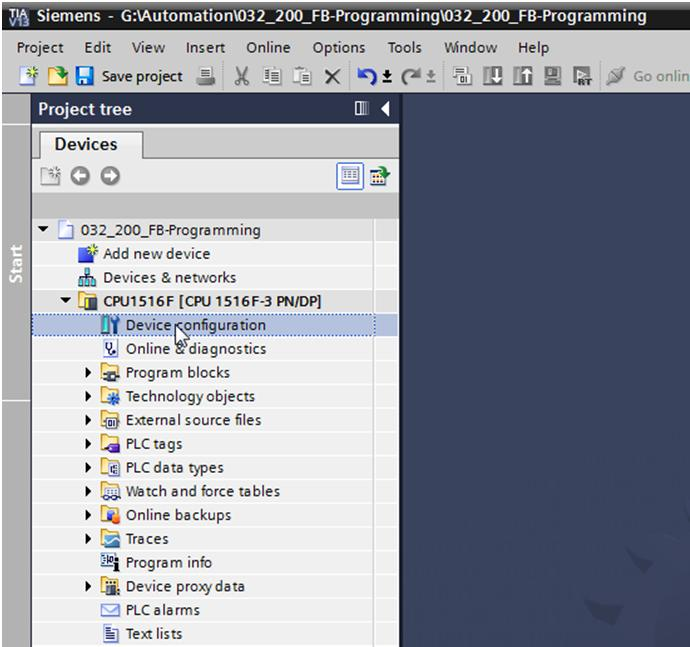 TIA V13 Siemens - G:\Automation\032_200_FB-Programming\032_200_FB-Programming
Project Edit View Insert Online Options Tools Window Help
Save project RT Go onlin
Project tree
Devices
Start
032_200_FB-Programming
Add new device
Devices & networks
CPU1516F [CPU 1516F-3 PN/DP]
Device configuration
Online & diagnostics
Program blocks
Technology objects
External source files
PLC tags
PLC data types
Watch and force tables
Online backups
Traces
Program info
Device proxy data
PLC alarms
Text lists